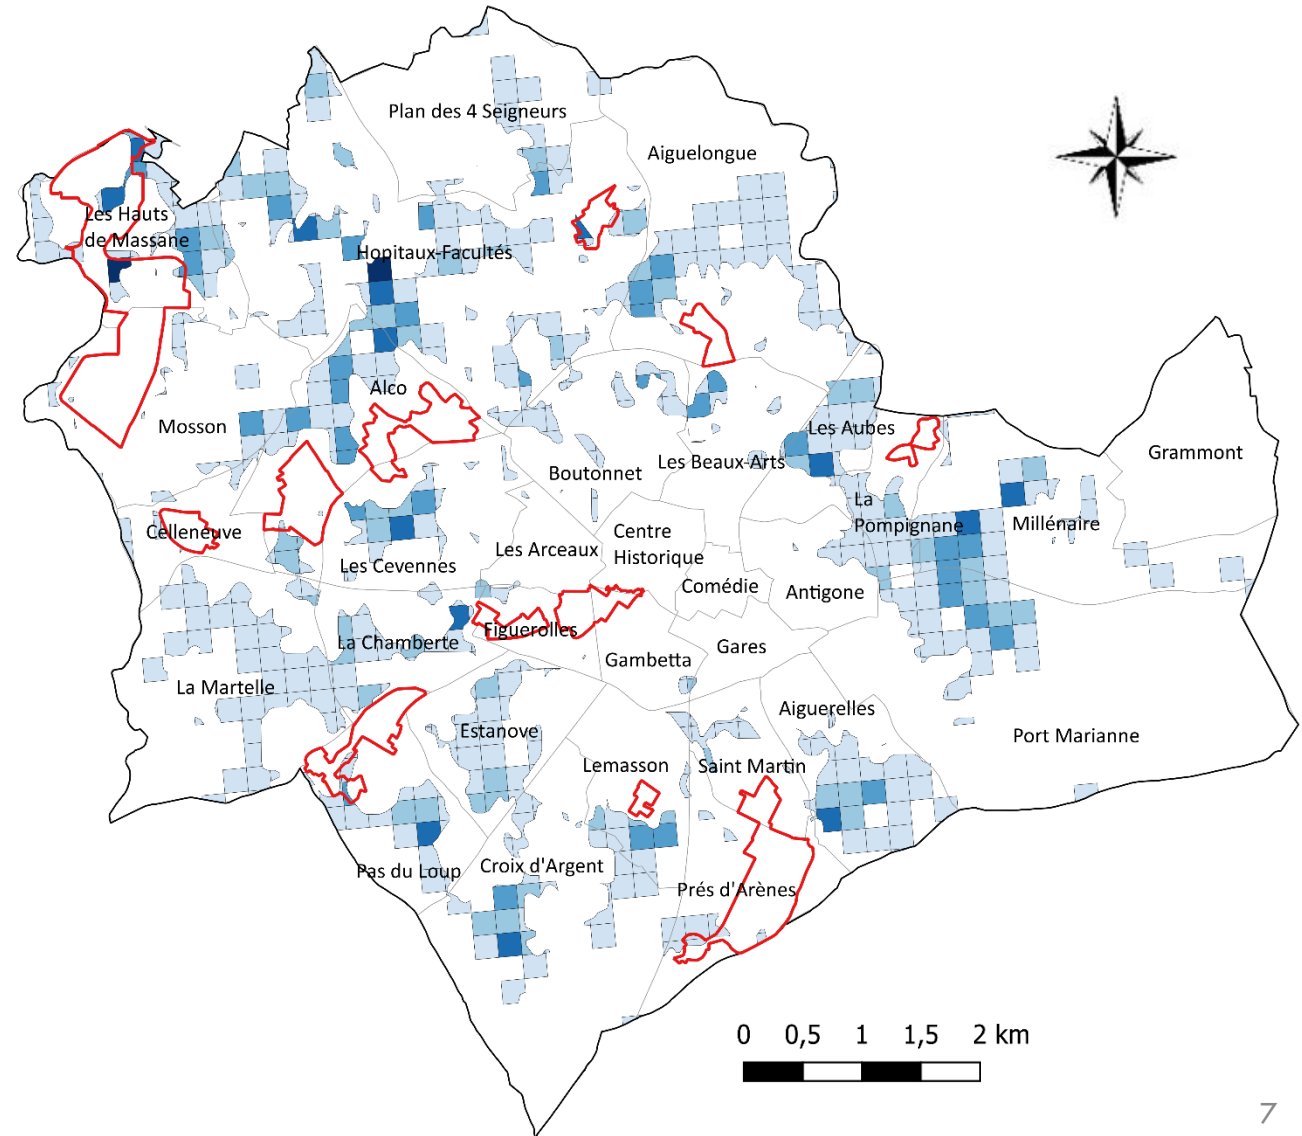 Plan des 4 Seigneurs
Aiguelongue
Les Hauts
de Massane
Hopitaux-Facultés
Alco
Mosson
Les Aubes
Grammont
Les Beaux-Arts
Boutonnet
La
Pompignane
Millénaire
Celleneuve
Centre
Historique
Les Arceaux
Les Cevennes
Comédie
Antigone
Figuerolles
La Chamberte
Gares
Gambetta
La Martelle
Aiguerelles
Estanove
Port Marianne
Lemasson
Saint Martin
Croix d'Argent
Pas du Loup
Prés d'Arènes
0 0,5 1 1,5 2 km
7